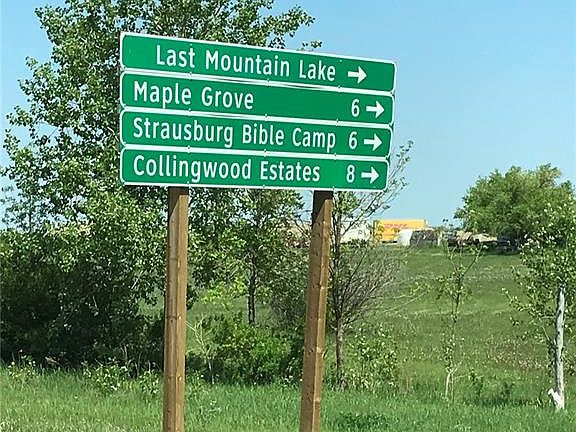 Last Mountain Lake →
Maple Grove 6 →
Strausburg Bible Camp 6 →
Collingwood Estates 8 →